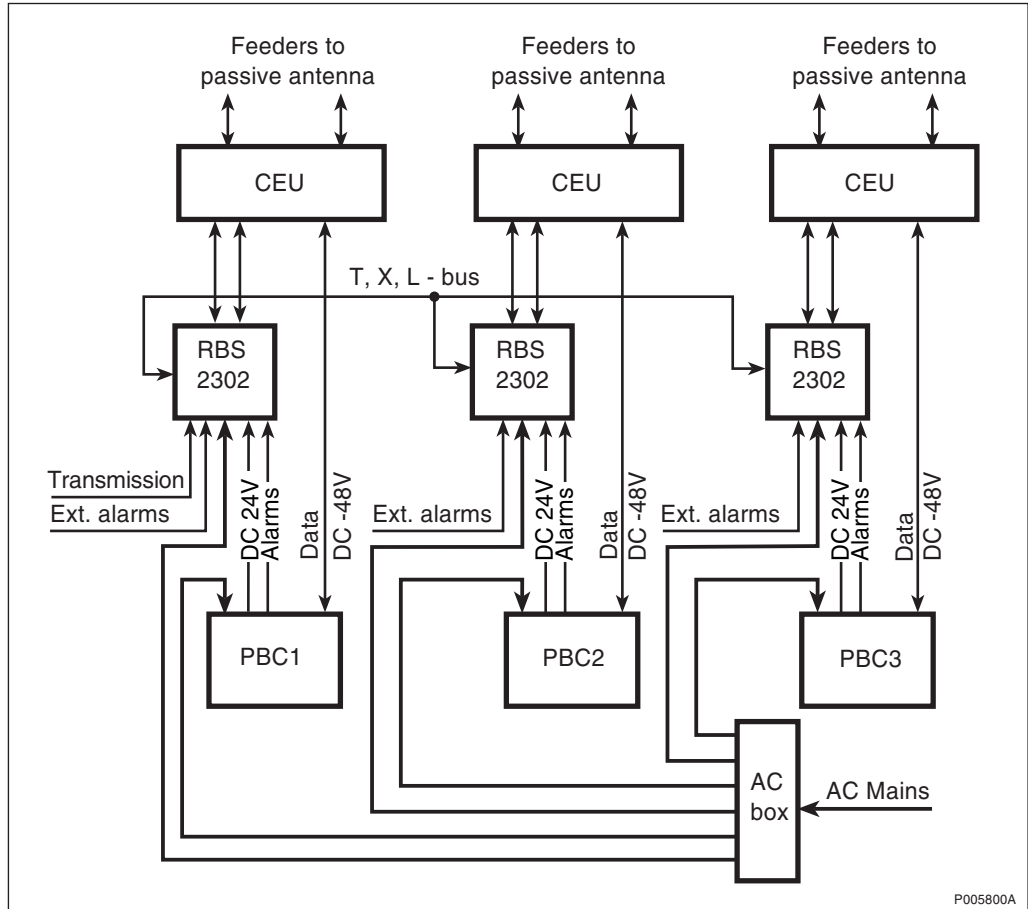 Feeders to
passive antenna
Feeders to
passive antenna
Feeders to
passive antenna
CEU
CEU
CEU
T, X, L - bus
RBS
2302
RBS
2302
RBS
2302
Transmission
Ext. alarms
DC 24V
Alarms
Data
DC -48V
Ext. alarms
DC 24V
Alarms
Data
DC -48V
Ext. alarms
DC 24V
Alarms
Data
DC -48V
PBC1
PBC2
PBC3
AC
box
AC Mains
P005800A